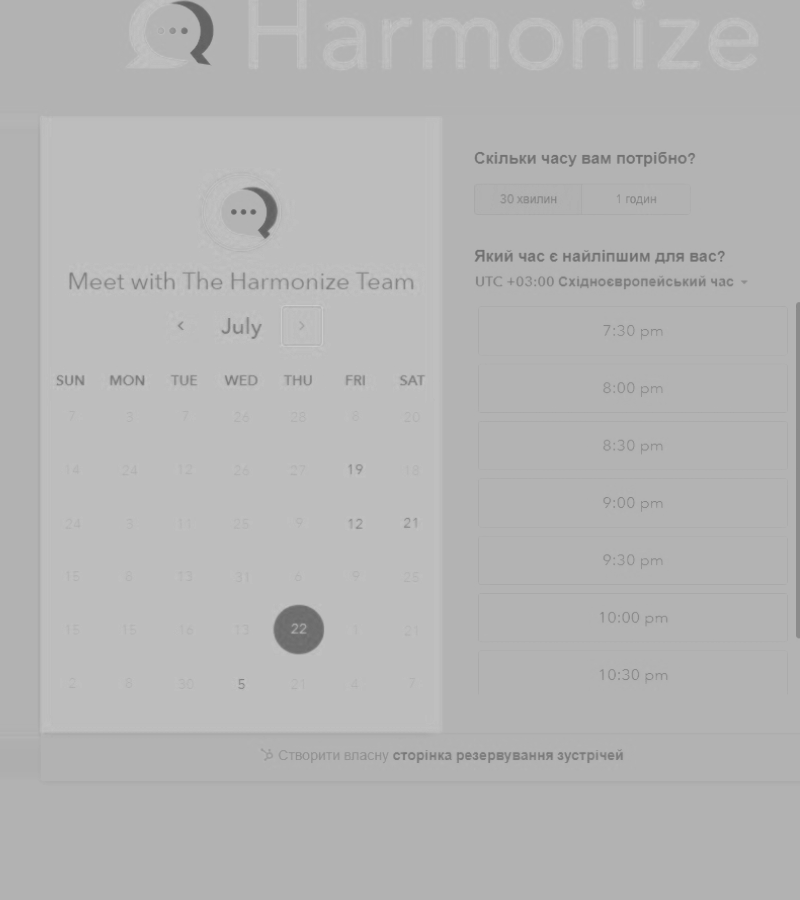 Harmonize
Meet with The Harmonize Team
July
SUN MON TUE WED THU FRI SAT
7 3 7 26 28 6 20
14 24 12 26 27 19 18
24 3 11 25 9 12 21
15 8 13 31 6 9 25
15 15 16 13 22 1 21
2 8 30 5 21 4 7
Скільки часу вам потрібно?
30 хвилин 1 годин
Який час є найліпшим для вас?
UTC +03:00 Східноєвропейський час
7:30 pm
8:00 pm
8:30 pm
9:00 pm
9:30 pm
10:00 pm
10:30 pm
Створити власну сторінка резервування зустрічей